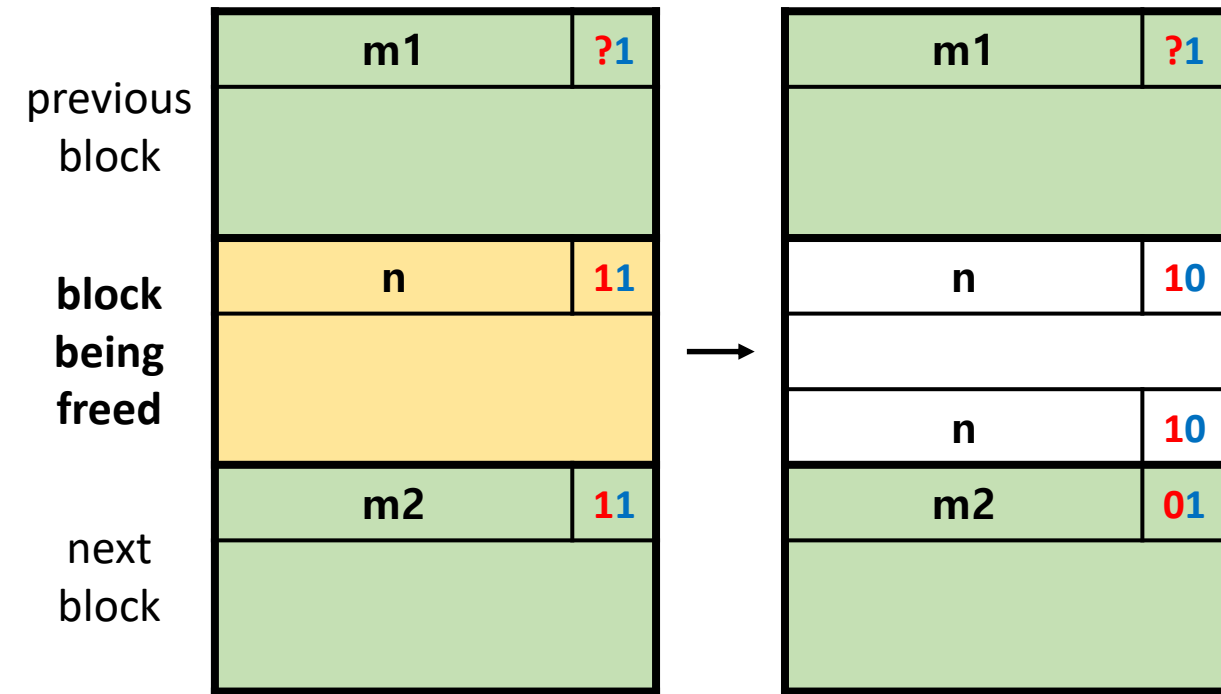 m1 ?1
previous
block
n 11
block
being
freed
m2 11
next
block
m1 ?1
n 10
n 10
m2 01